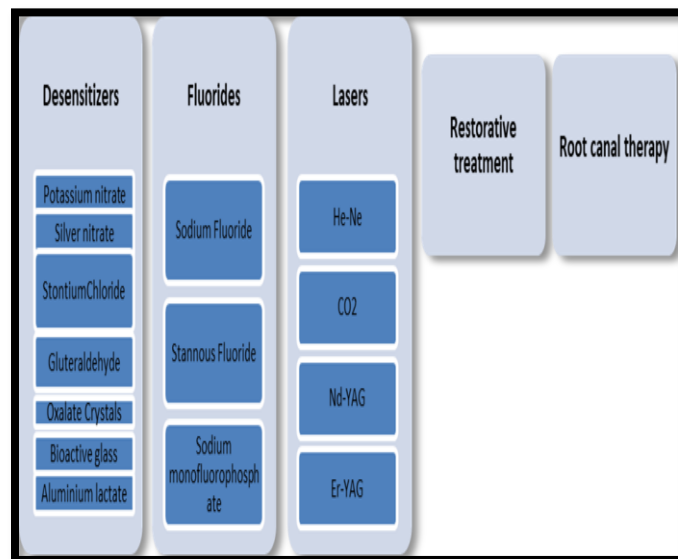 Desensitizers
Potassium nitrate
Silver nitrate
StontiumChloride
Gluteraldehyde
Oxalate Crystals
Bioactive glass
Aluminium lactate
Fluorides
Sodium Fluoride
Stannous Fluoride
Sodium
monofluorophosph
ate
Lasers
He-Ne
CO2
Nd-YAG
Er-YAG
Restorative
treatment
Root canal therapy